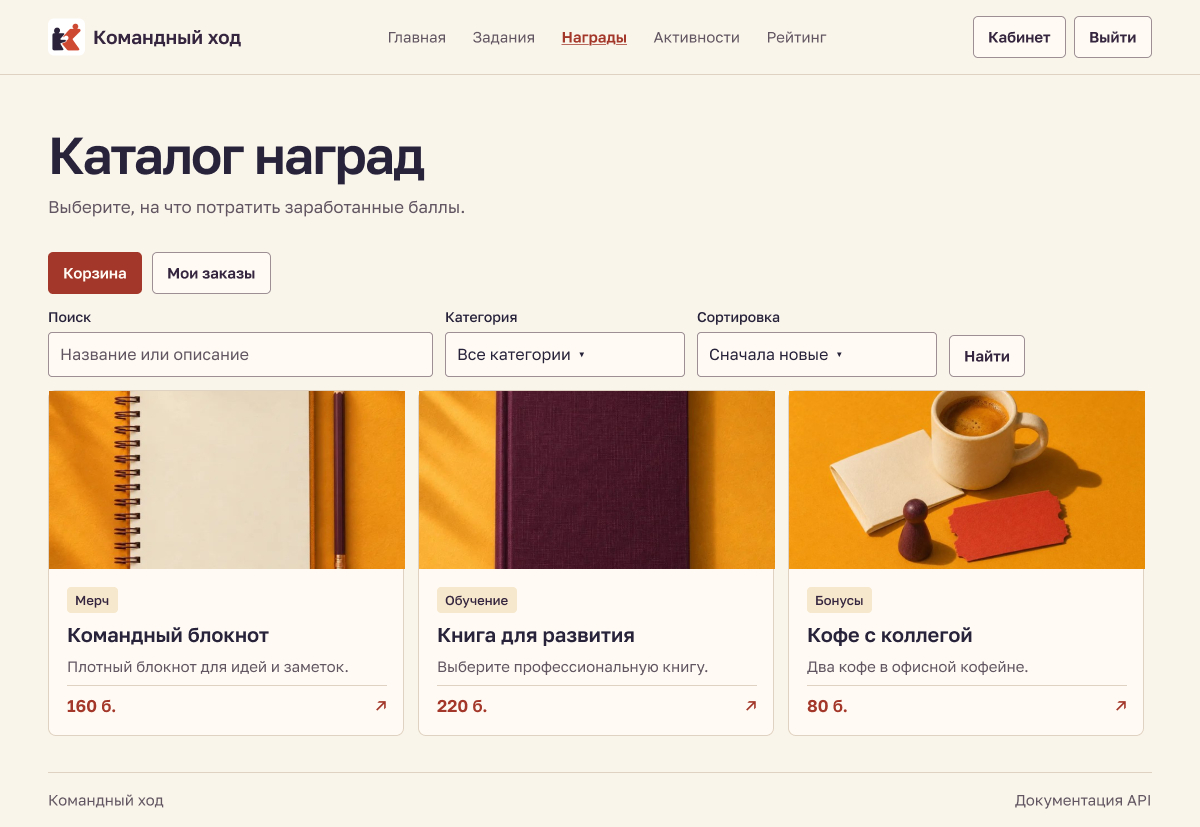 Командный ход
Главная Задания Награды Активности Рейтинг
Кабинет Выйти
Каталог наград
Выберите, на что потратить заработанные баллы.
Корзина Мои заказы
Поиск Категория Сортировка
Название или описание Все категории Сначала новые Найти
Мерч
Командный блокнот
Плотный блокнот для идей и заметок.
160 б.
Обучение
Книга для развития
Выберите профессиональную книгу.
220 б.
Бонусы
Кофе с коллегой
Два кофе в офисной кофейне.
80 б.
Командный ход Документация API